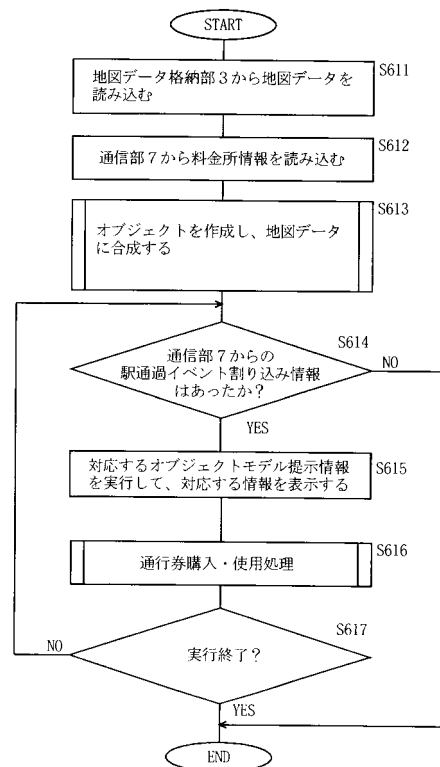 START
S611
地図データ格納部3から地図データを
読み込む
S612
通信部7から料金所情報を読み込む
S613
オブジェクトを作成し、地図データ
に合成する
S614
通信部7からの
駅通過イベント割り込み情報
はあったか?
NO
YES
S615
対応するオブジェクトモデル提示情報
を実行して、対応する情報を表示する
S616
通行券購入・使用処理
S617
NO
実行終了?
YES
END